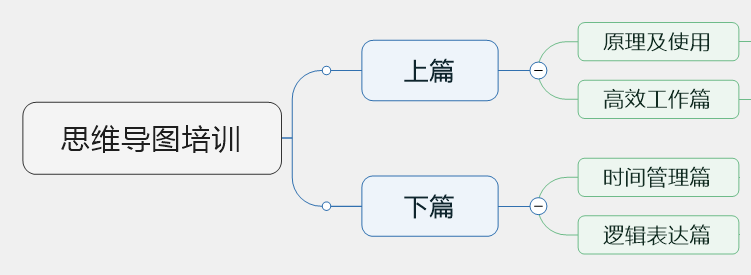 思维导图培训
上篇
原理及使用
高效工作篇
下篇
时间管理篇
逻辑表达篇